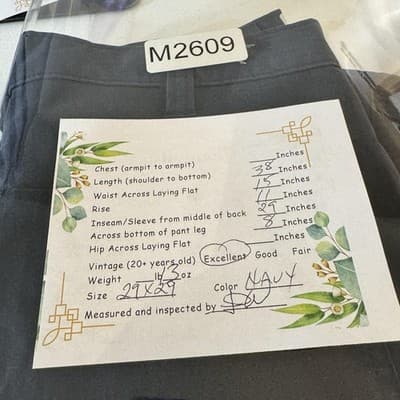 M2609
Chest (armpit to armpit) Inches
Length (shoulder to bottom) 38 Inches
Waist Across Laying Flat 15 Inches
Rise 11 Inches
Inseam/Sleeve from middle of back 29 Inches
Across bottom of pant leg 8 Inches
Hip Across Laying Flat Inches
Vintage (20+ years old) Excellent Good Fair
Weight lb 13 oz Color NAVY
Size 29X29
Measured and inspected by